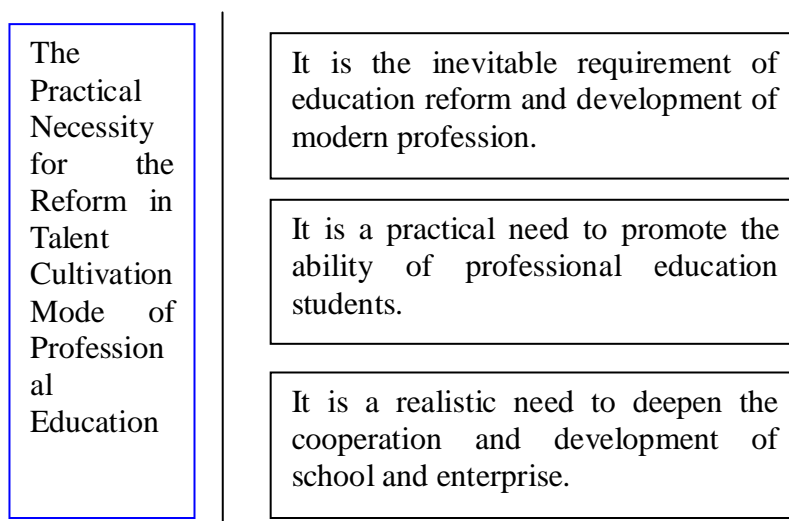 The
Practical
Necessity
for the
Reform in
Talent
Cultivation
Mode of
Profession
al
Education
It is the inevitable requirement of
education reform and development of
modern profession.
It is a practical need to promote the
ability of professional education
students.
It is a realistic need to deepen the
cooperation and development of
school and enterprise.